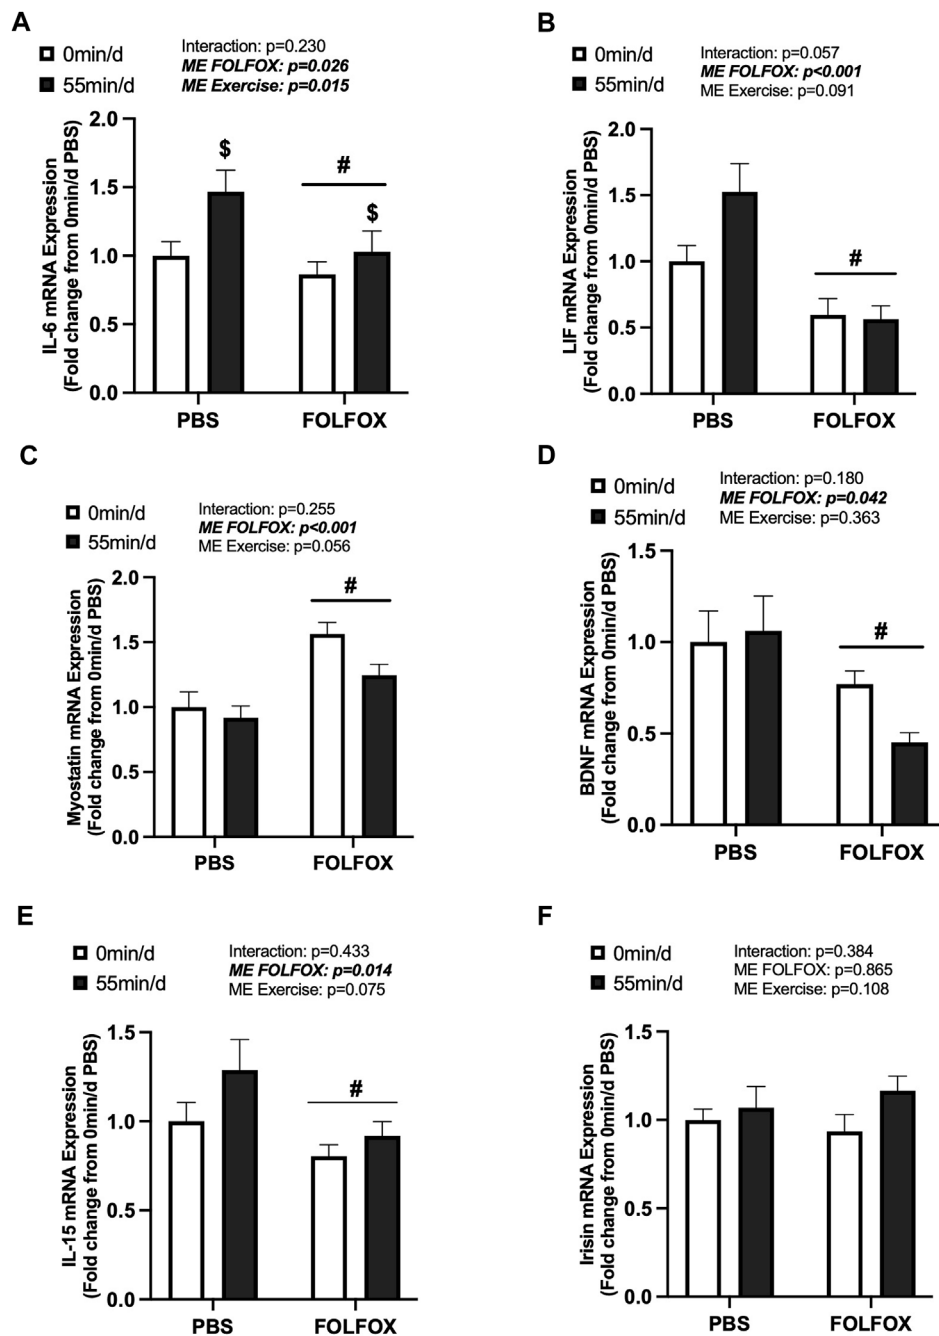 A
0min/d
55min/d
Interaction: p=0.230
ME FOLFOX: p=0.026
ME Exercise: p=0.015
IL-6 mRNA Expression
(Fold change from 0min/d PBS)
2.0
1.5
1.0
0.5
0.0
$
#
$
PBS
FOLFOX
B
0min/d
55min/d
Interaction: p=0.057
ME FOLFOX: p<0.001
ME Exercise: p=0.091
LIF mRNA Expression
(Fold change from 0min/d PBS)
2.0
1.5
1.0
0.5
0.0
#
PBS
FOLFOX
C
0min/d
55min/d
Interaction: p=0.255
ME FOLFOX: p<0.001
ME Exercise: p=0.056
Myostatin mRNA Expression
(Fold change from 0min/d PBS)
2.0
1.5
1.0
0.5
0.0
#
PBS
FOLFOX
D
0min/d
55min/d
Interaction: p=0.180
ME FOLFOX: p=0.042
ME Exercise: p=0.363
BDNF mRNA Expression
(Fold change from 0min/d PBS)
1.5
1.0
0.5
0.0
#
PBS
FOLFOX
E
0min/d
55min/d
Interaction: p=0.433
ME FOLFOX: p=0.014
ME Exercise: p=0.075
IL-15 mRNA Expression
(Fold change from 0min/d PBS)
1.5
1.0
0.5
0.0
#
PBS
FOLFOX
F
0min/d
55min/d
Interaction: p=0.384
ME FOLFOX: p=0.865
ME Exercise: p=0.108
Irisin mRNA Expression
(Fold change from 0min/d PBS)
1.5
1.0
0.5
0.0
PBS
FOLFOX